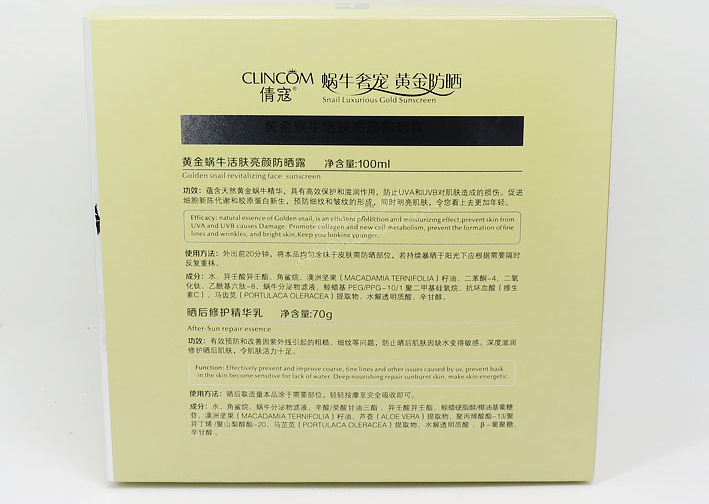 CLINCOM 蜗牛奢宠 黄金防晒
倩蔻® Snail Luxurious Gold Sunscreen
黄金蜗牛活肤亮颜防晒露
黄金蜗牛活肤亮颜防晒露 净含量:100ml
Golden snail revitalizing face sunscreen
功效：蕴含天然黄金蜗牛精华，具有高效保护和滋润作用，防止UVA和UVB对肌肤造成的损伤。促进
细胞新陈代谢和胶原蛋白新生，预防细纹和皱纹的形成，同时明亮肌肤，令您看上去更加年轻。
Efficacy: natural essence of Golden snail, is an efficient protection and moisturizing effect,prevent skin from
UVA and UVB causes Damage. Promote collagen and new cell metabolism, prevent the formation of fine
lines and wrinkles, and bright skin,Keep you looking younger.
使用方法：外出前20分钟，将本品均匀涂抹于皮肤需防晒部位，若持续暴晒于阳光下应根据需要隔时
反复重抹。
成分：水、异壬酸异壬酯、角鲨烷、澳洲坚果（MACADAMIA TERNIFOLIA）籽油、二苯酮-4、二氧
化钛、乙酰基六肽-8、蜗牛分泌物滤液、鲸蜡基 PEG/PPG-10/1 聚二甲基硅氧烷、抗坏血酸（维生
素C）、马齿苋（PORTULACA OLERACEA）提取物、水解透明质酸、辛甘醇。
晒后修护精华乳 净含量:70g
After-Sun repair essence
功效：有效预防和改善因紫外线引起的粗糙、细纹等问题，防止晒后肌肤因缺水变得敏感。深度滋润
修护晒后肌肤，令肌肤活力十足。
Function: Effectively prevent and improve coarse, fine lines and other issues caused by uv, prevent bask
in the skin become sensitive for lack of water. Deep nourishing repair sunburnt skin, make skin energetic.
使用方法：晒后取适量本品涂于需要部位，轻轻按摩至完全吸收即可。
成分：水、角鲨烷、蜗牛分泌物滤液、辛酸/癸酸甘油三酯、异壬酸异壬酯、鲸蜡硬脂醇/椰油基葡糖
苷、澳洲坚果（MACADAMIA TERNIFOLIA）籽油、芦荟（ALOE VERA）提取物、聚丙烯酸酯-13/聚
异丁烯/聚山梨醇酯-20、马芷苋（PORTULACA OLERACEA）提取物、水解透明质酸、β-葡聚糖、
辛甘醇。